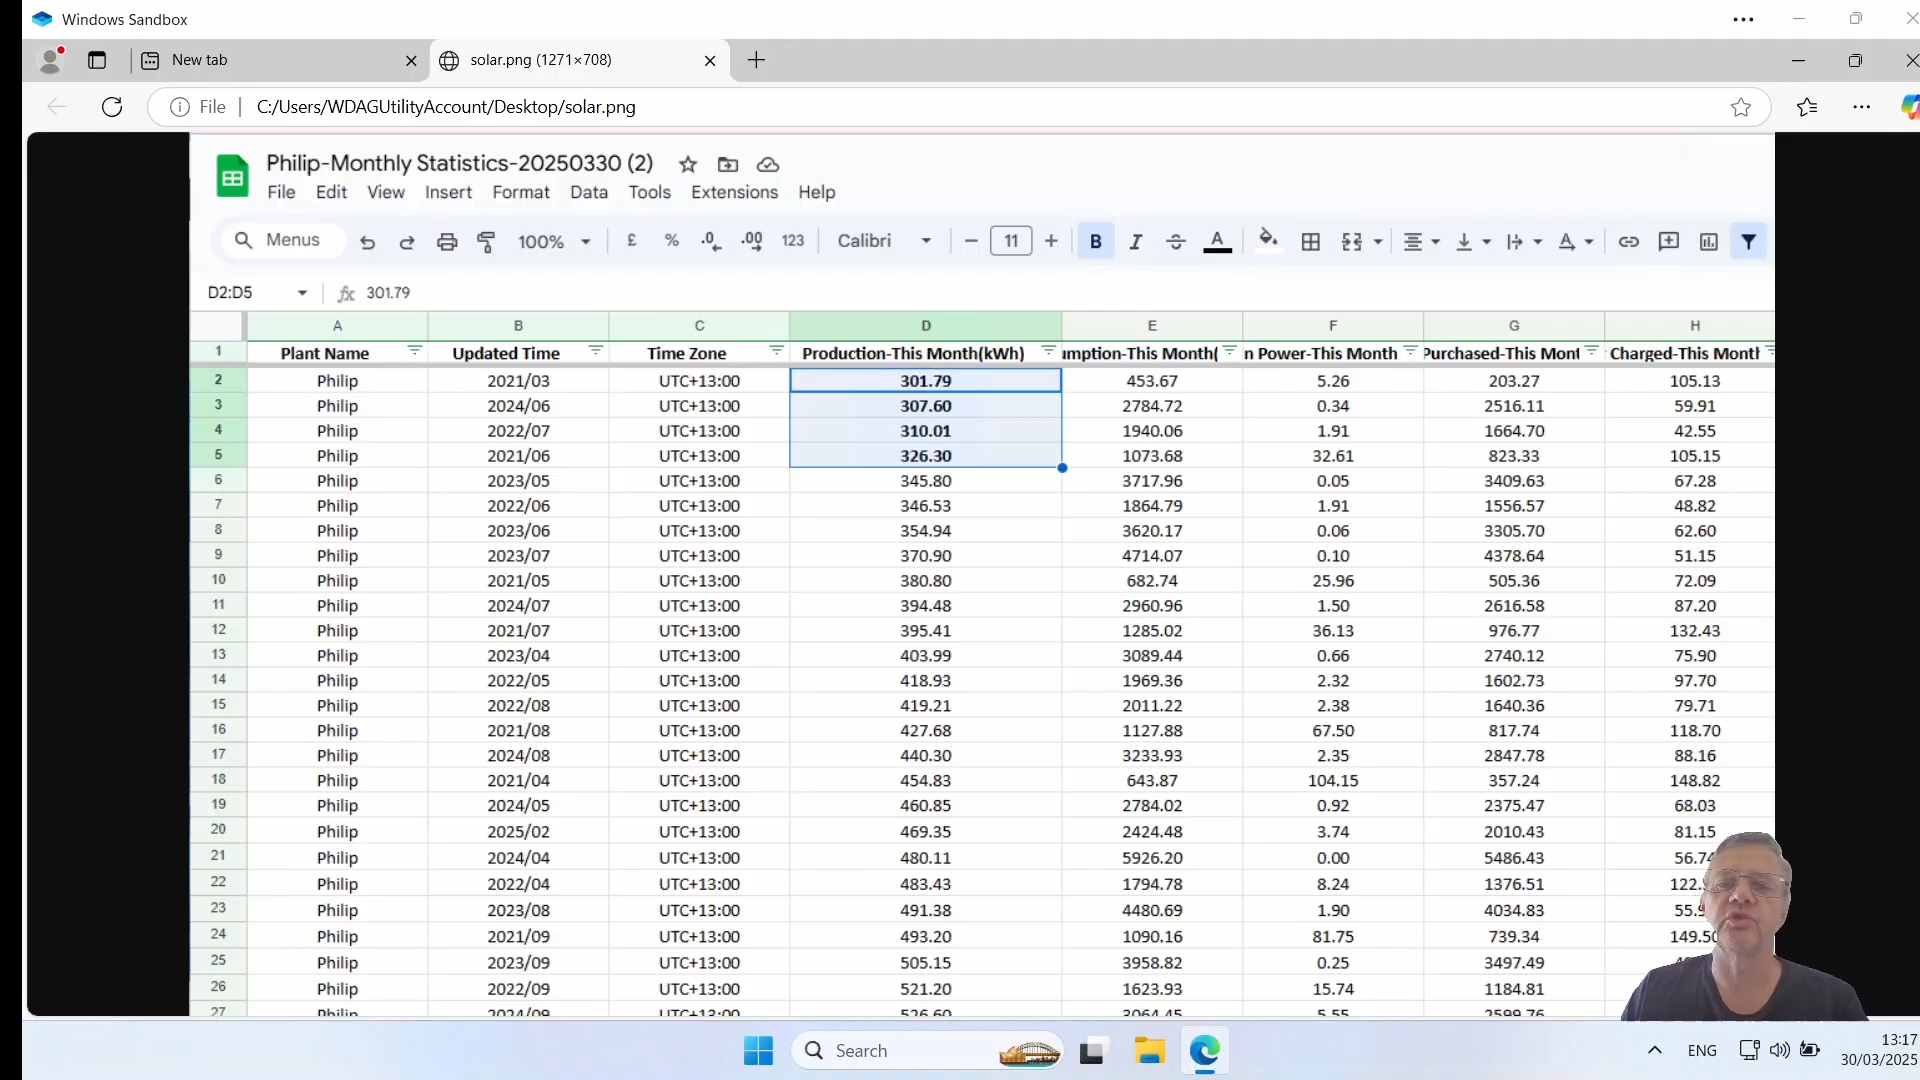 Windows Sandbox
New tab
solar.png (1271×708)
File
C:/Users/WDAGUtilityAccount/Desktop/solar.png
Philip-Monthly Statistics-20250330 (2)
File Edit View Insert Format Data Tools Extensions Help
Menus 100% £ % .0 .00 123 Calibri 11 B I A
D2:D5 fx 301.79
A B C D E F G H
1 Plant Name Updated Time Time Zone Production-This Month(kWh) umption-This Month( n Power-This Month Purchased-This Mont Charged-This Month
2 Philip 2021/03 UTC+13:00 301.79 453.67 5.26 203.27 105.13
3 Philip 2024/06 UTC+13:00 307.60 2784.72 0.34 2516.11 59.91
4 Philip 2022/07 UTC+13:00 310.01 1940.06 1.91 1664.70 42.55
5 Philip 2021/06 UTC+13:00 326.30 1073.68 32.61 823.33 105.15
6 Philip 2023/05 UTC+13:00 345.80 3717.96 0.05 3409.63 67.28
7 Philip 2022/06 UTC+13:00 346.53 1864.79 1.91 1556.57 48.82
8 Philip 2023/06 UTC+13:00 354.94 3620.17 0.06 3305.70 62.60
9 Philip 2023/07 UTC+13:00 370.90 4714.07 0.10 4378.64 51.15
10 Philip 2021/05 UTC+13:00 380.80 682.74 25.96 505.36 72.09
11 Philip 2024/07 UTC+13:00 394.48 2960.96 1.50 2616.58 87.20
12 Philip 2021/07 UTC+13:00 395.41 1285.02 36.13 976.77 132.43
13 Philip 2023/04 UTC+13:00 403.99 3089.44 0.66 2740.12 75.90
14 Philip 2022/05 UTC+13:00 418.93 1969.36 2.32 1602.73 97.70
15 Philip 2022/08 UTC+13:00 419.21 2011.22 2.38 1640.36 79.71
16 Philip 2021/08 UTC+13:00 427.68 1127.88 67.50 817.74 118.70
17 Philip 2024/08 UTC+13:00 440.30 3233.93 2.35 2847.78 88.16
18 Philip 2021/04 UTC+13:00 454.83 643.87 104.15 357.24 148.82
19 Philip 2024/05 UTC+13:00 460.85 2784.02 0.92 2375.47 68.03
20 Philip 2025/02 UTC+13:00 469.35 2424.48 3.74 2010.43 81.15
21 Philip 2024/04 UTC+13:00 480.11 5926.20 0.00 5486.43 56.74
22 Philip 2022/04 UTC+13:00 483.43 1794.78 8.24 1376.51 122.
23 Philip 2023/08 UTC+13:00 491.38 4480.69 1.90 4034.83 55.
24 Philip 2021/09 UTC+13:00 493.20 1090.16 81.75 739.34 149.50
25 Philip 2023/09 UTC+13:00 505.15 3958.82 0.25 3497.49
26 Philip 2022/09 UTC+13:00 521.20 1623.93 15.74 1184.81
27 Philip 2024/09 UTC+13:00 526.60 3064.45 5.55 2599.76
Search
ENG
13:17
30/03/2025